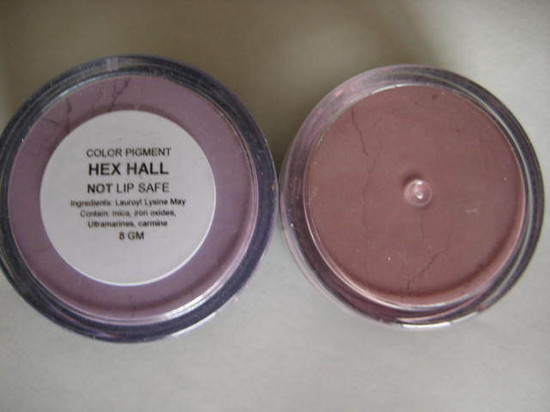 COLOR PIGMENT
HEX HALL
NOT LIP SAFE
Ingredients: Lauroyl Lysine May
Contain: mica, iron oxides,
Ultramarines, carmine
8 GM